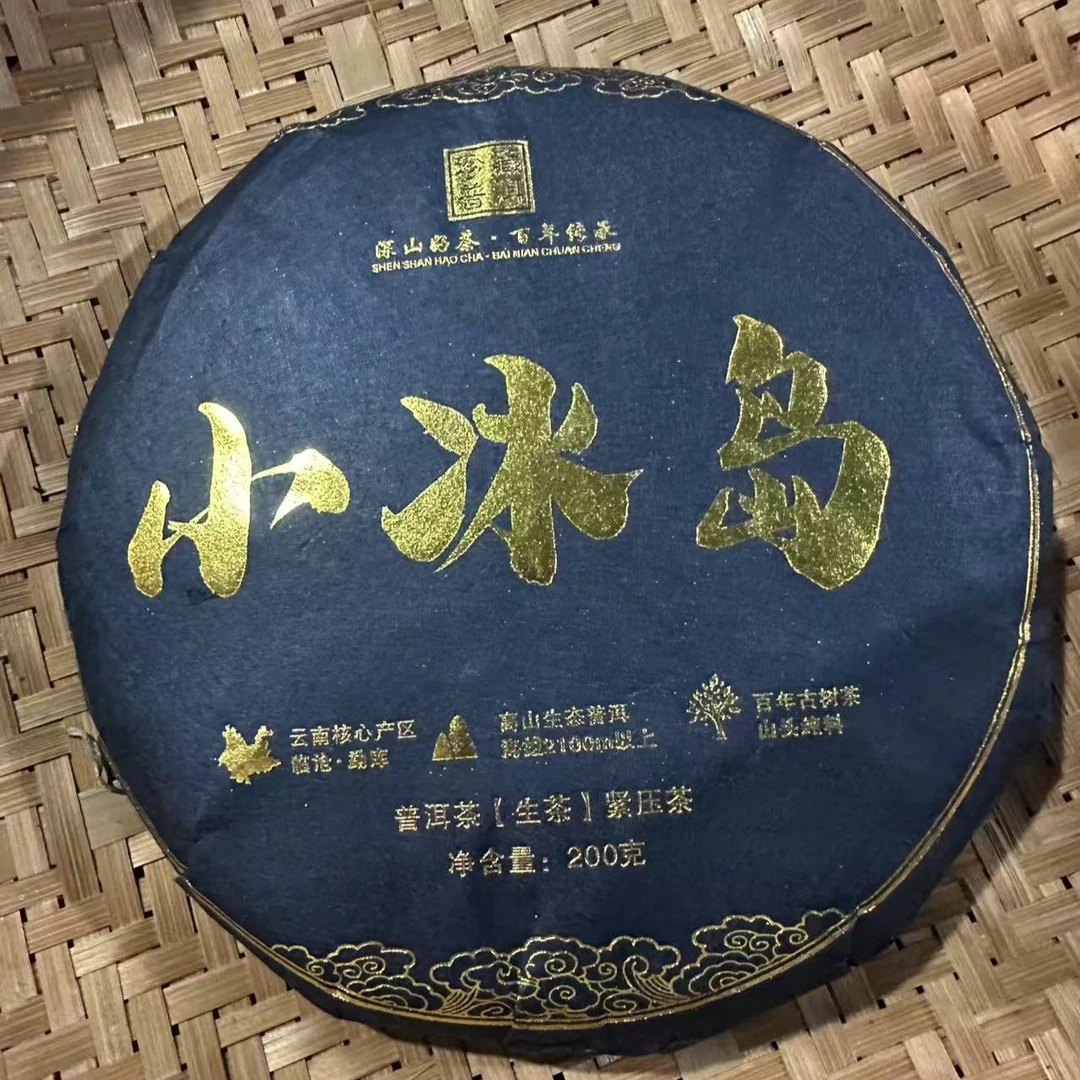 深山好茶·百年传承
SHEN SHAN HAO CHA - BAI NIAN CHUAN CHENG
小冰岛
云南核心产区
临沧·勐库
高山生态普洱
海拔2100m以上
百年古树茶
山头纯料
普洱茶【生茶】紧压茶
净含量：200克